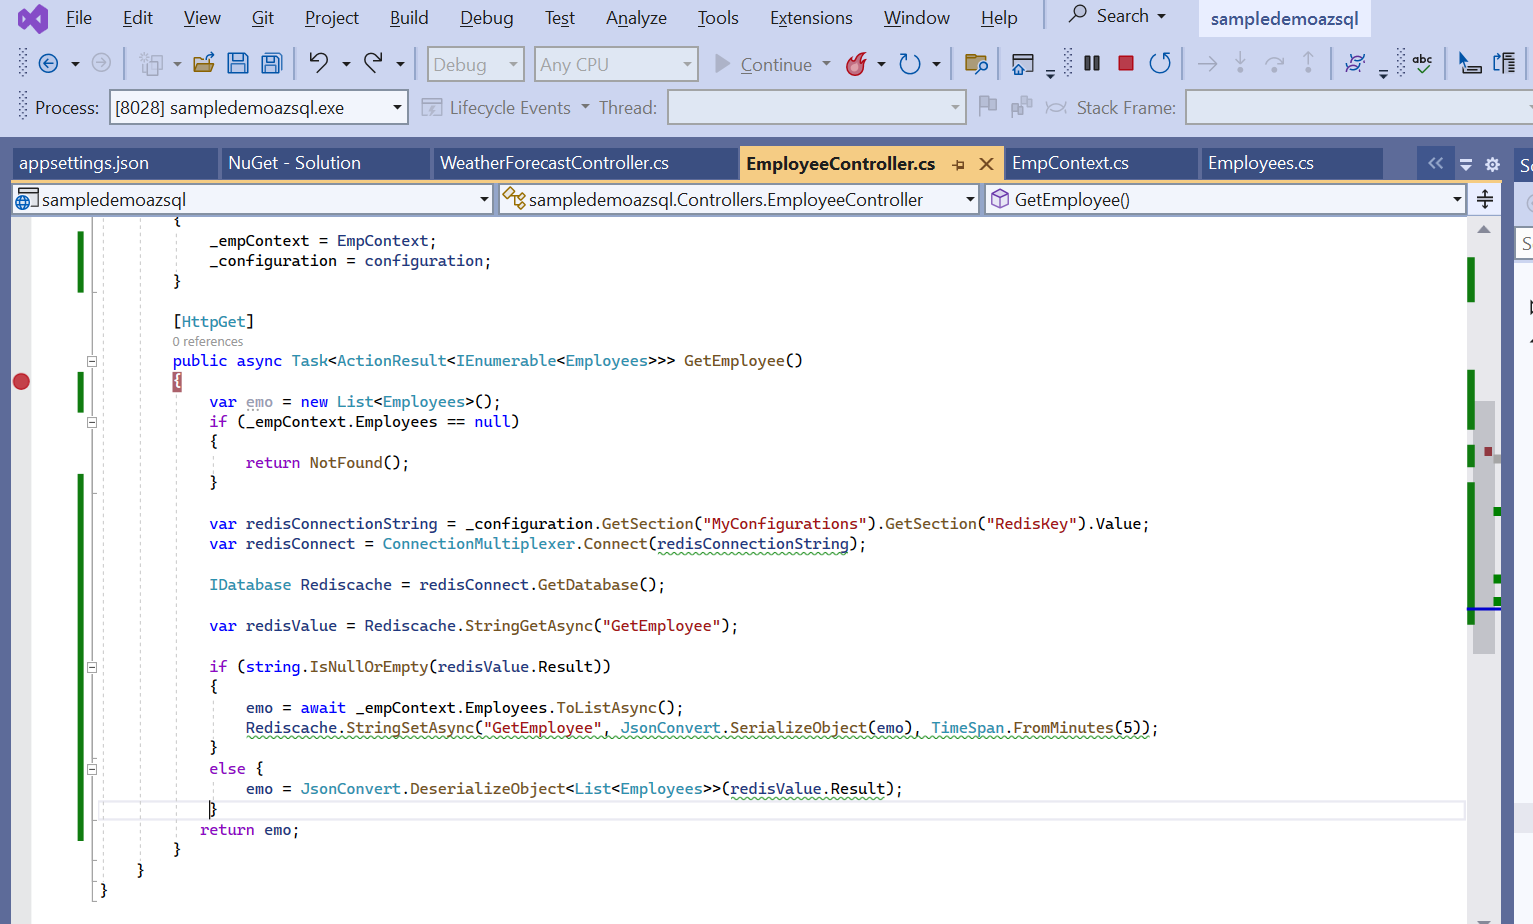 File Edit View Git Project Build Debug Test Analyze Tools Extensions Window Help Search sampledemoazsql
Debug Any CPU Continue abc
Process: [8028] sampledemoazsql.exe Lifecycle Events Thread: Stack Frame:
appsettings.json NuGet - Solution WeatherForecastController.cs EmployeeController.cs EmpContext.cs Employees.cs
sampledemoazsql sampledemoazsql.Controllers.EmployeeController GetEmployee()
{
_empContext = EmpContext;
_configuration = configuration;
}
[HttpGet]
0 references
public async Task<ActionResult<IEnumerable<Employees>>> GetEmployee()
{
var emo = new List<Employees>();
if (_empContext.Employees == null)
{
return NotFound();
}
var redisConnectionString = _configuration.GetSection("MyConfigurations").GetSection("RedisKey").Value;
var redisConnect = ConnectionMultiplexer.Connect(redisConnectionString);
IDatabase Rediscache = redisConnect.GetDatabase();
var redisValue = Rediscache.StringGetAsync("GetEmployee");
if (string.IsNullOrEmpty(redisValue.Result))
{
emo = await _empContext.Employees.ToListAsync();
Rediscache.StringSetAsync("GetEmployee", JsonConvert.SerializeObject(emo), TimeSpan.FromMinutes(5));
}
else {
emo = JsonConvert.DeserializeObject<List<Employees>>(redisValue.Result);
}
return emo;
}
}
}